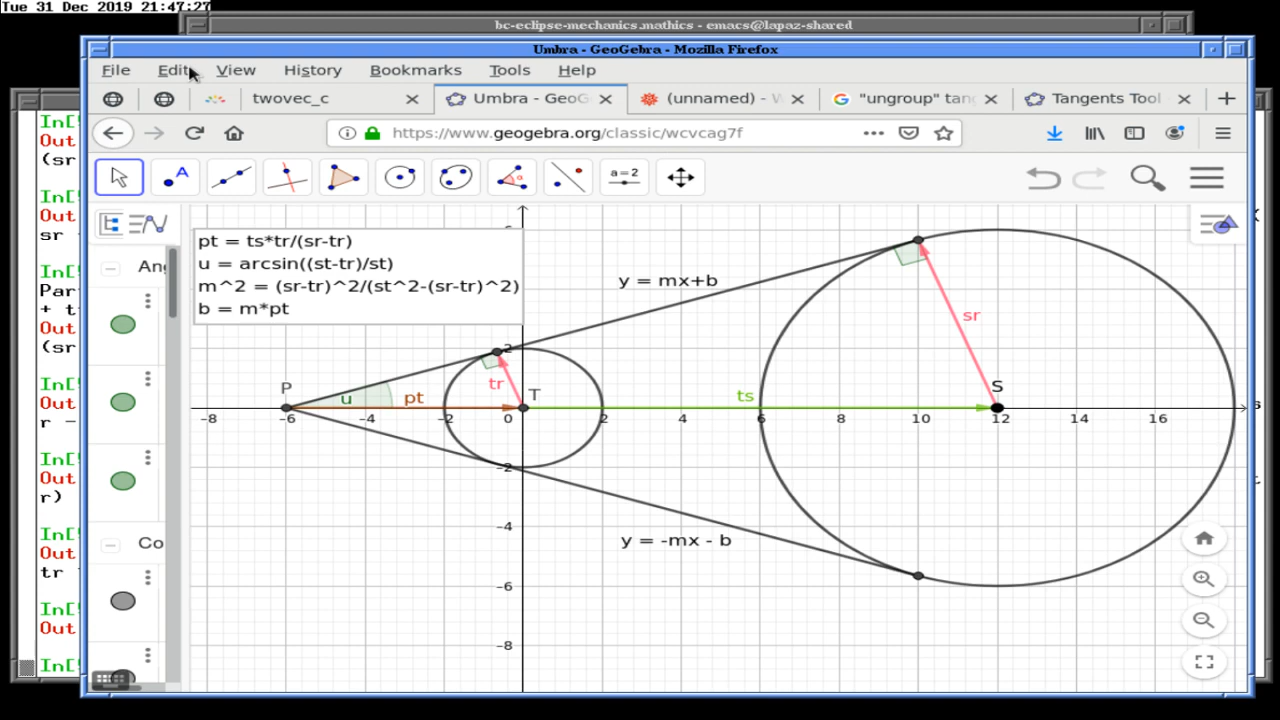 Tue 31 Dec 2019 21:47:27
bc-eclipse-mechanics.mathics - emacs@lapaz-shared
Umbra - GeoGebra - Mozilla Firefox
File Edit View History Bookmarks Tools Help
twovec_c
Umbra - GeoG
(unnamed) - W
"ungroup" tang
Tangents Tool
https://www.geogebra.org/classic/wcvcag7f
A
α
a=2
pt = ts*tr/(sr-tr)
u = arcsin((st-tr)/st)
m^2 = (sr-tr)^2/(st^2-(sr-tr)^2)
b = m*pt
Ang
Co
y = mx+b
sr
2
P
u
pt
tr
T
ts
S
-8 -6 -4 -2 0 2 4 6 8 10 12 14 16
-2
-4
y = -mx - b
-6
-8
In[
Out
(sr
In[
Out
sr
In[
Out
Par
+ t
Out
(sr
In[
Out
r -
In[
Out
r)
In[
Out
tr
In[
Out
In[